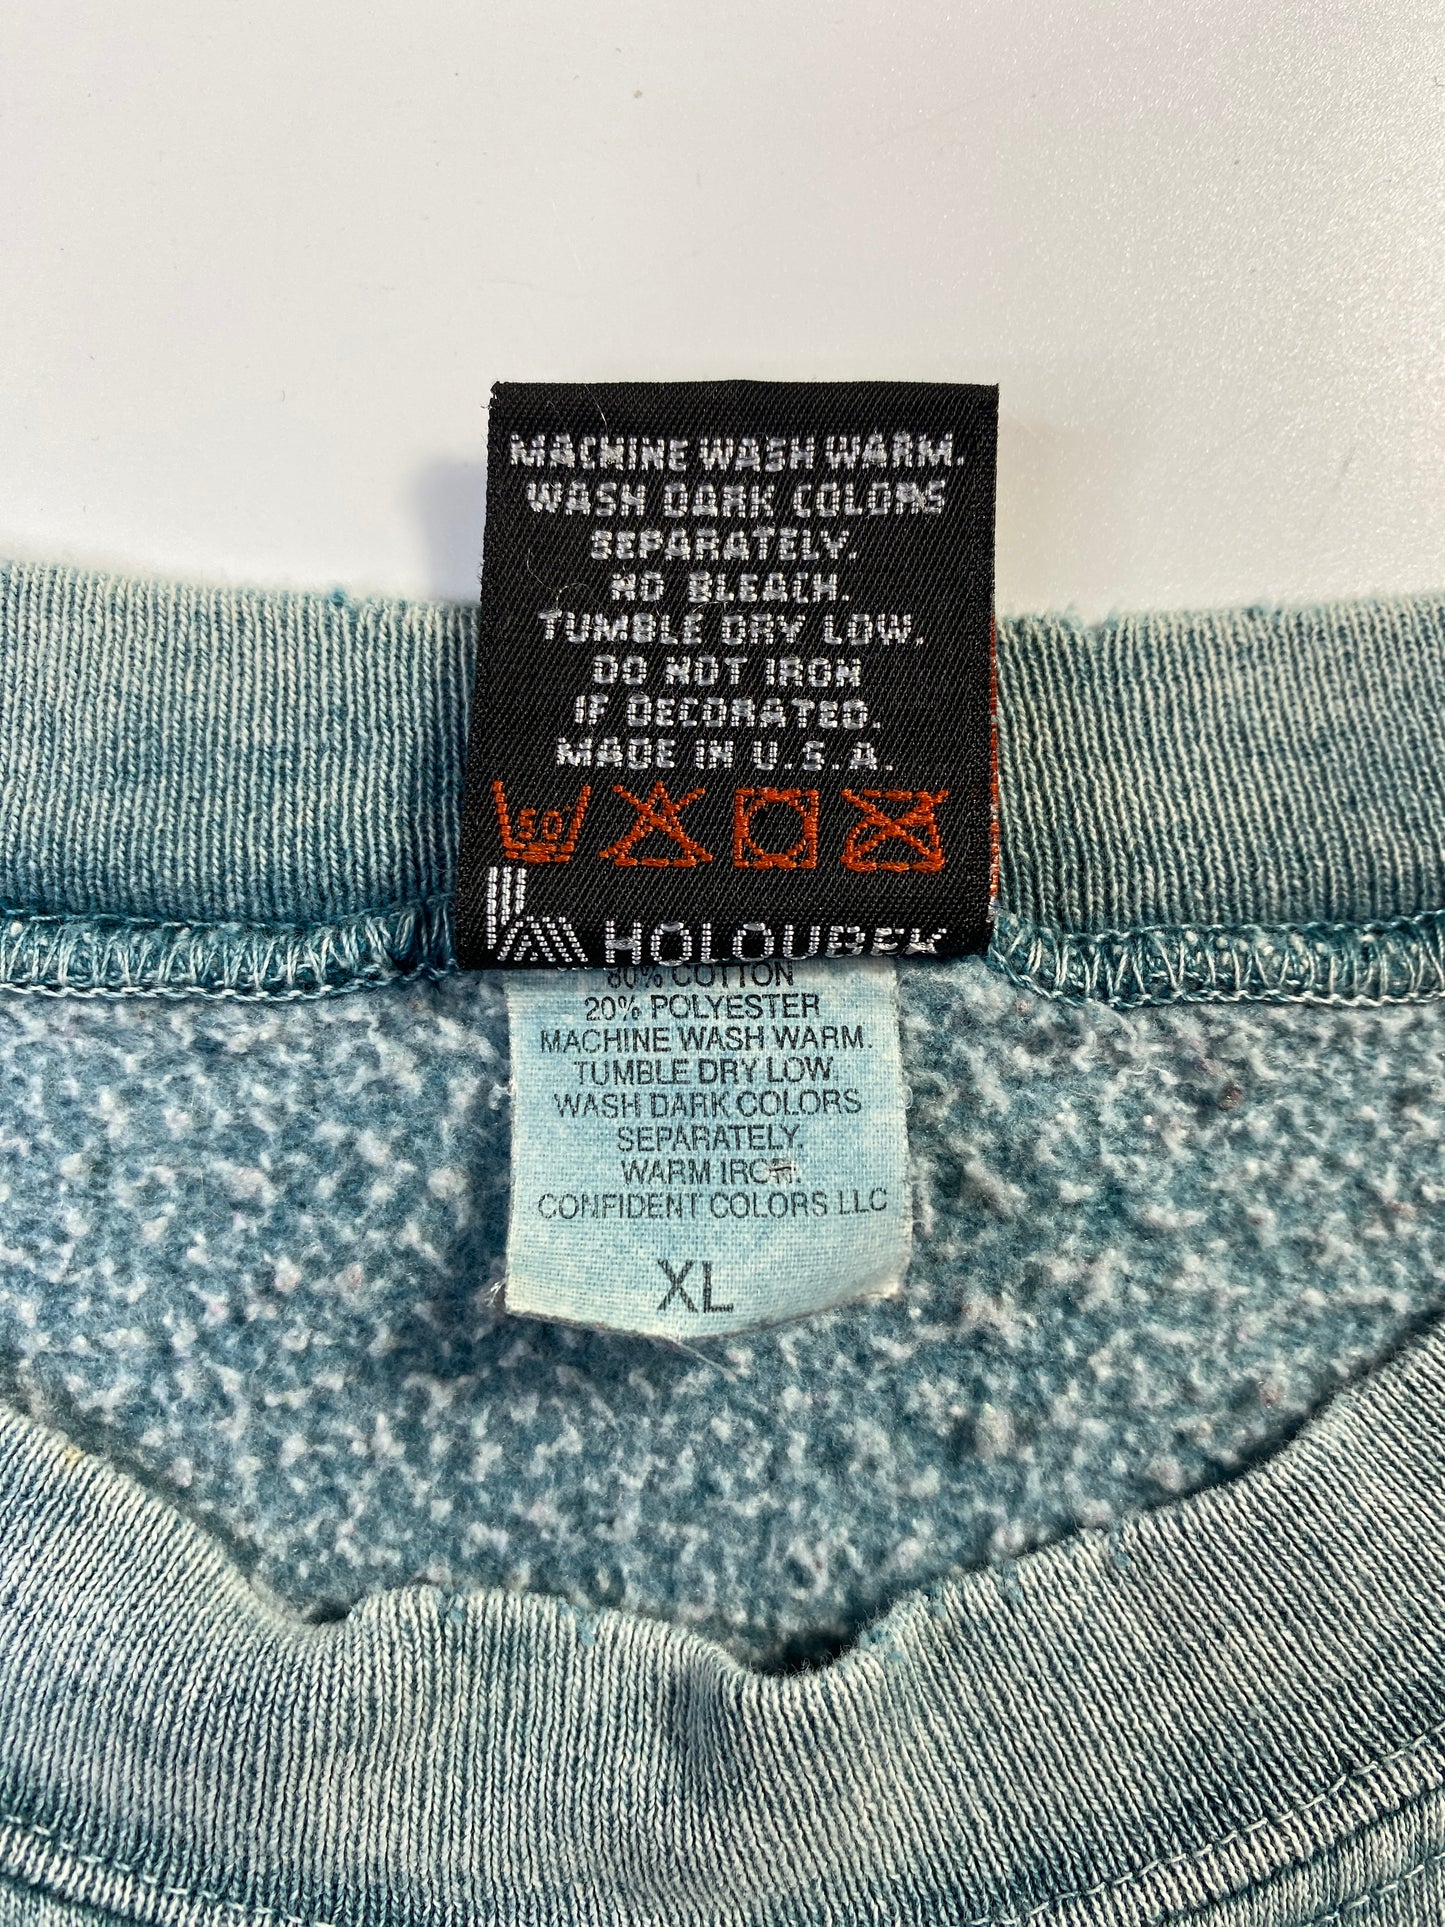 MACHINE WASH WARM.
WASH DARK COLORS
SEPARATELY.
NO BLEACH.
TUMBLE DRY LOW.
DO NOT IRON
IF DECORATED.
MADE IN U.S.A.
50°
HOLOUBEK
80% COTTON
20% POLYESTER
MACHINE WASH WARM.
TUMBLE DRY LOW.
WASH DARK COLORS
SEPARATELY.
WARM IRON.
CONFIDENT COLORS LLC
XL